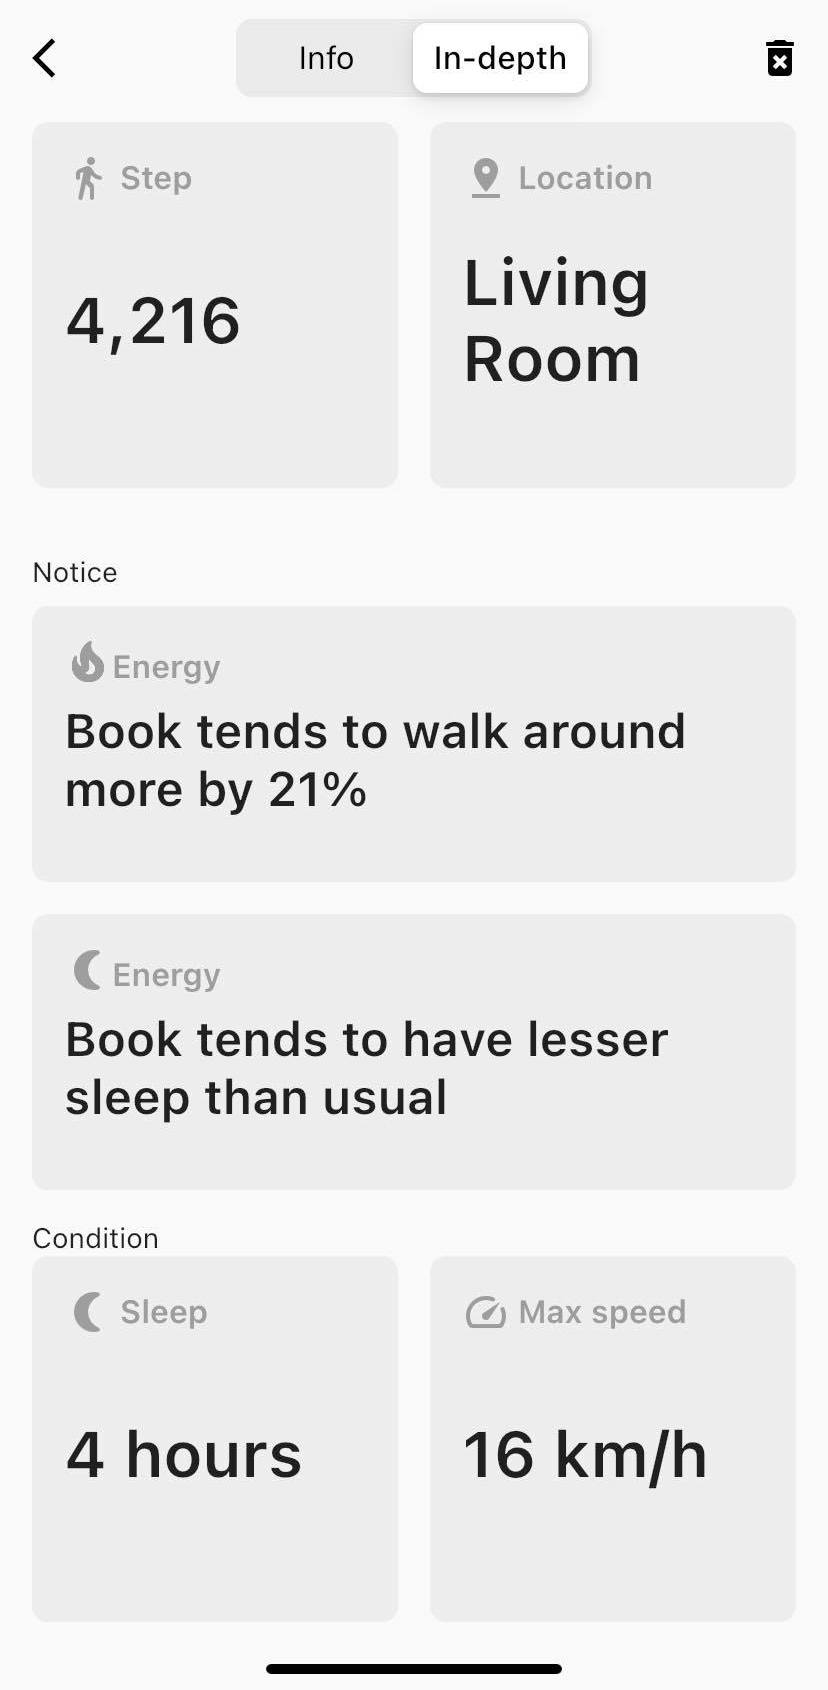 Info
In-depth
Step
4,216
Location
Living
Room
Notice
Energy
Book tends to walk around
more by 21%
Energy
Book tends to have lesser
sleep than usual
Condition
Sleep
4 hours
Max speed
16 km/h